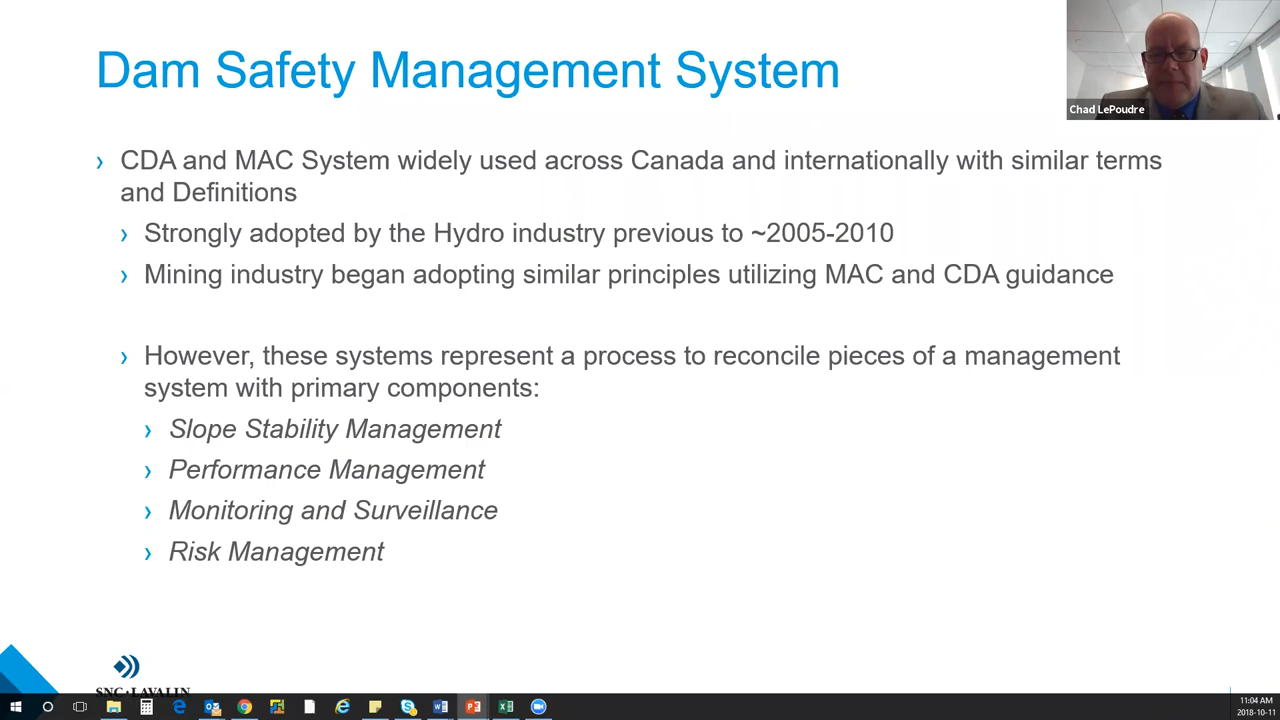 Dam Safety Management System
Chad LePoudre
› CDA and MAC System widely used across Canada and internationally with similar terms
and Definitions
› Strongly adopted by the Hydro industry previous to ~2005-2010
› Mining industry began adopting similar principles utilizing MAC and CDA guidance
› However, these systems represent a process to reconcile pieces of a management
system with primary components:
› Slope Stability Management
› Performance Management
› Monitoring and Surveillance
› Risk Management
SNC•LAVALIN
11:04 AM
2018-10-11